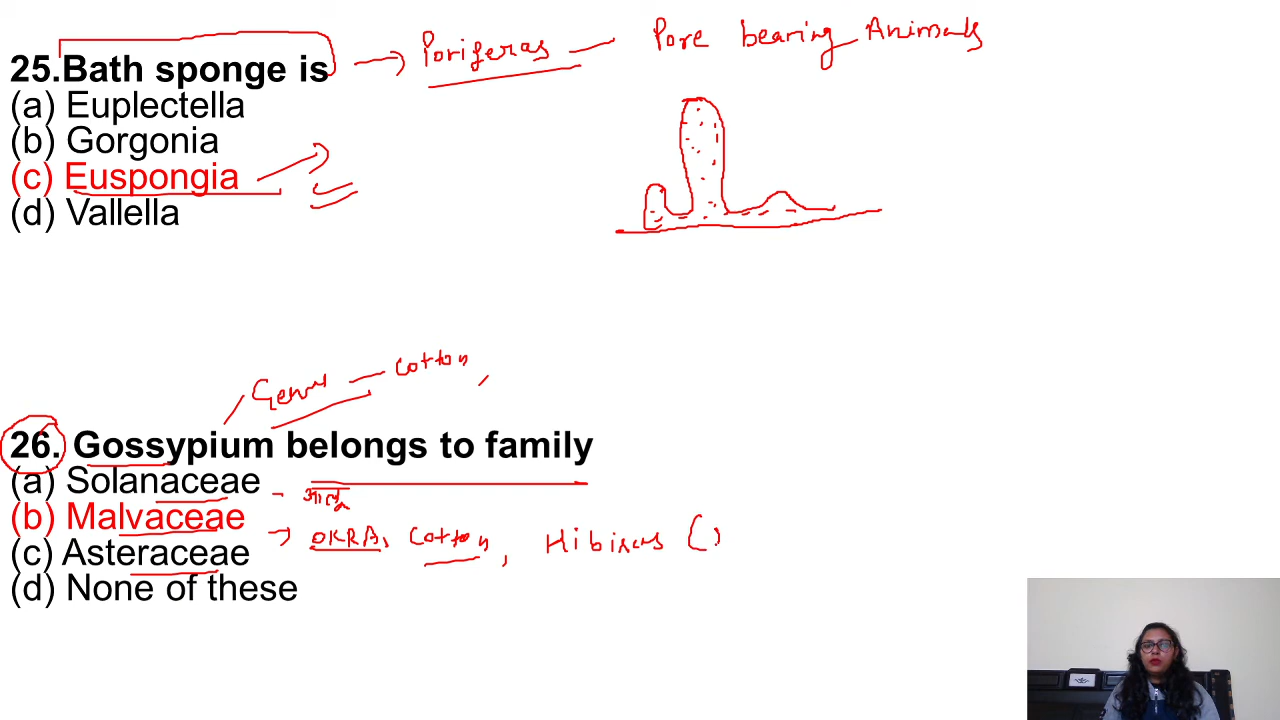 25.Bath sponge is → Poriferas — Pore bearing Animals
(a) Euplectella
(b) Gorgonia
(c) Euspongia
(d) Vallella
Genus — Cotton,
26. Gossypium belongs to family
(a) Solanaceae - आलू
(b) Malvaceae → OKRA, Cotton, Hibiscus ()
(c) Asteraceae
(d) None of these